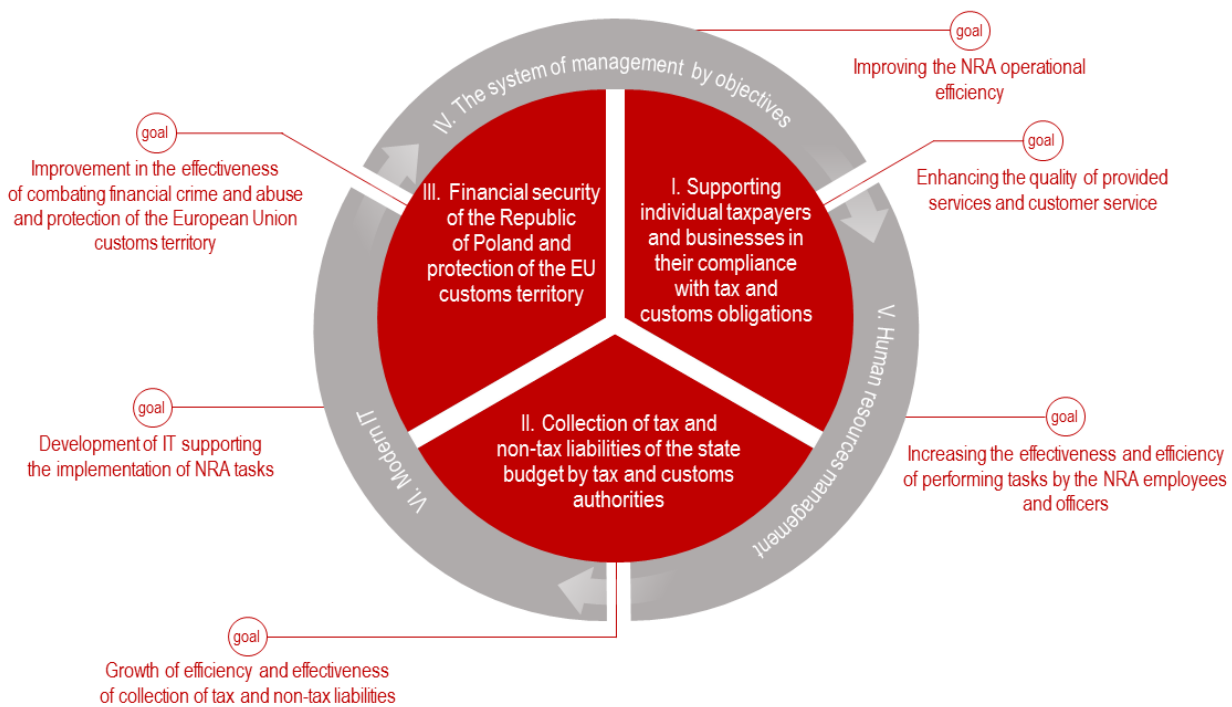 goal
Improving the NRA operational
efficiency
IV. The system of management by objectives
goal
Improvement in the effectiveness
of combating financial crime and abuse
and protection of the European Union
customs territory
goal
Enhancing the quality of provided
services and customer service
III. Financial security
of the Republic
of Poland and
protection of the EU
customs territory
I. Supporting
individual taxpayers
and businesses in
their compliance
with tax and
customs obligations
V. Human resources management
VI. Modern IT
goal
Development of IT supporting
the implementation of NRA tasks
II. Collection of tax and
non-tax liabilities of the state
budget by tax and customs
authorities
goal
Increasing the effectiveness and efficiency
of performing tasks by the NRA employees
and officers
goal
Growth of efficiency and effectiveness
of collection of tax and non-tax liabilities